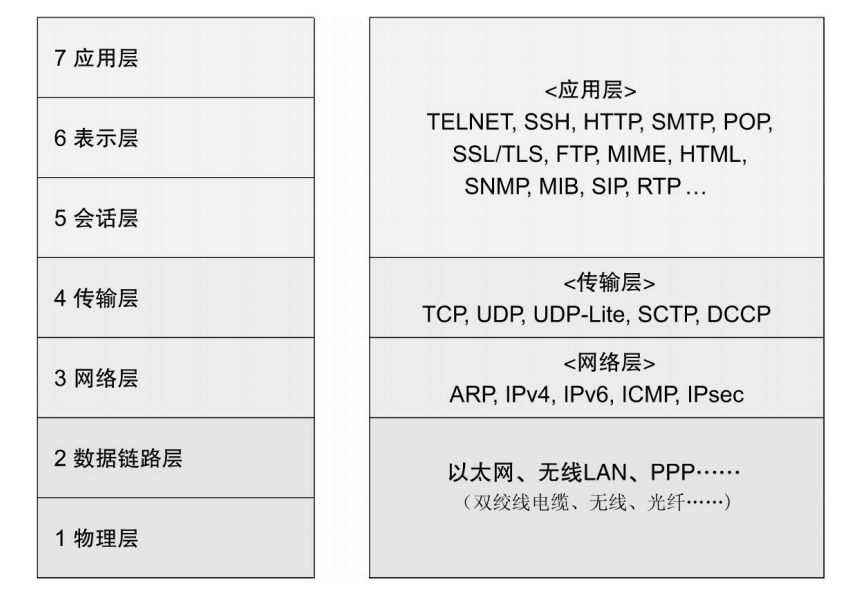 7 应用层
6 表示层
5 会话层
4 传输层
3 网络层
2 数据链路层
1 物理层
<应用层>
TELNET, SSH, HTTP, SMTP, POP,
SSL/TLS, FTP, MIME, HTML,
SNMP, MIB, SIP, RTP…
<传输层>
TCP, UDP, UDP-Lite, SCTP, DCCP
<网络层>
ARP, IPv4, IPv6, ICMP, IPsec
以太网、无线LAN、PPP……
（双绞线电缆、无线、光纤……）